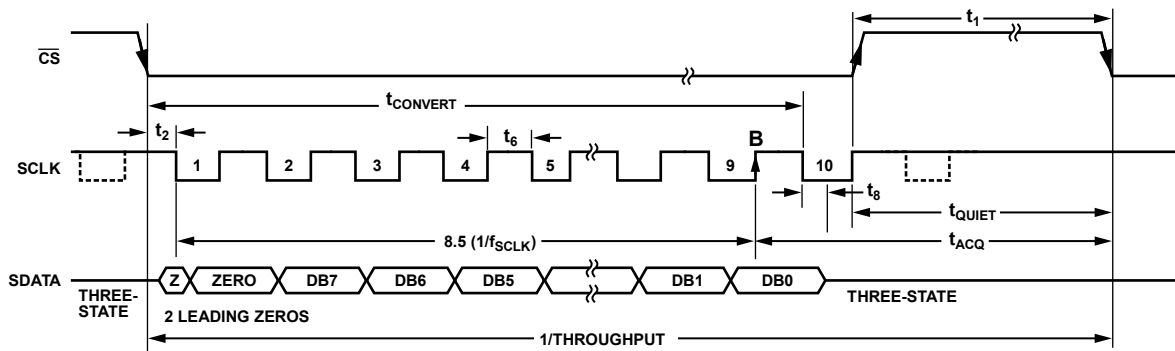 t1
CS
tCONVERT
t2
t6
B
SCLK
1
2
3
4
5
9
10
t8
tQUIET
8.5 (1/fSCLK)
tACQ
SDATA
Z
ZERO
DB7
DB6
DB5
DB1
DB0
THREE-
STATE
THREE-STATE
2 LEADING ZEROS
1/THROUGHPUT